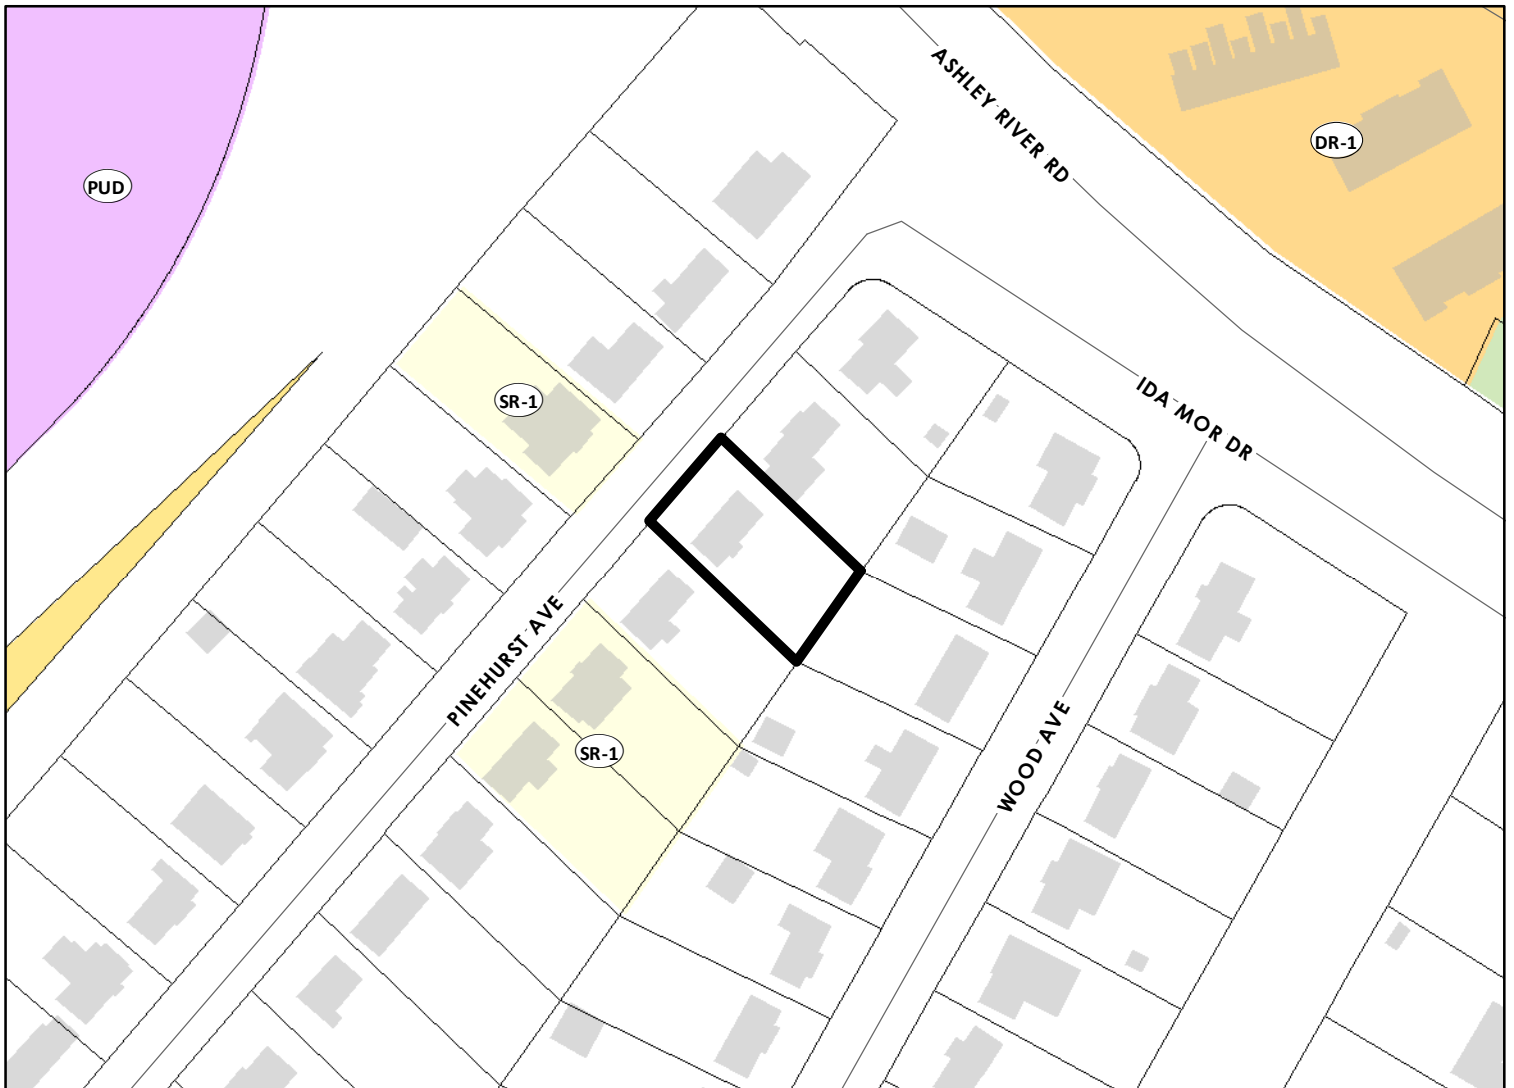 ASHLEY RIVER RD
DR-1
PUD
IDA MOR DR
SR-1
PINEHURST AVE
SR-1
WOOD AVE